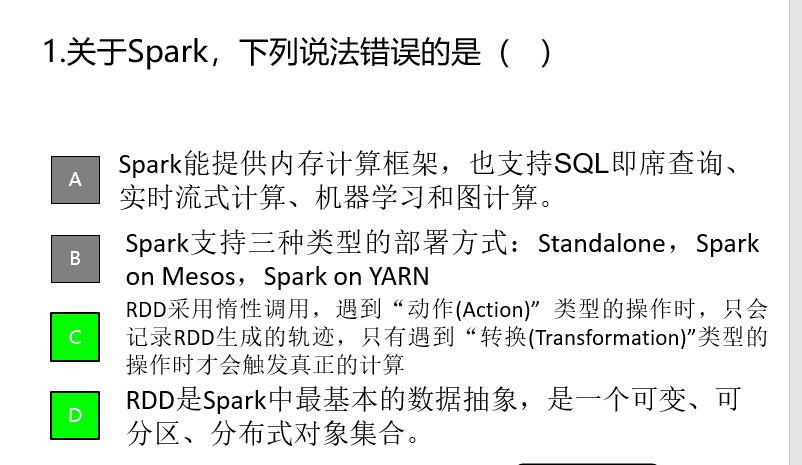 1.关于Spark，下列说法错误的是（ ）
A
Spark能提供内存计算框架，也支持SQL即席查询、
实时流式计算、机器学习和图计算。
B
Spark支持三种类型的部署方式：Standalone，Spark
on Mesos，Spark on YARN
C
RDD采用惰性调用，遇到“动作(Action)” 类型的操作时，只会
记录RDD生成的轨迹，只有遇到“转换(Transformation)”类型的
操作时才会触发真正的计算
D
RDD是Spark中最基本的数据抽象，是一个可变、可
分区、分布式对象集合。